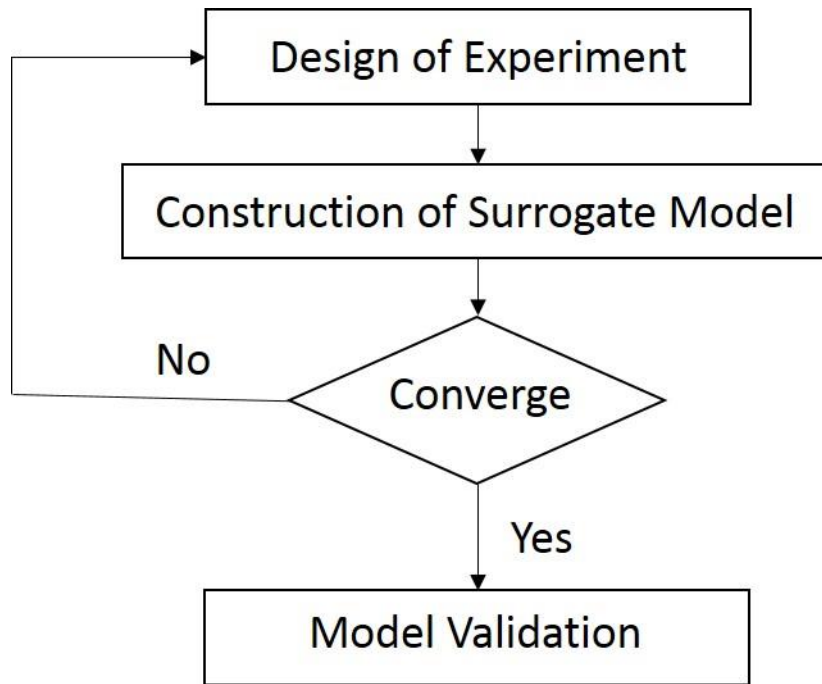 Design of Experiment
Construction of Surrogate Model
No
Converge
Yes
Model Validation